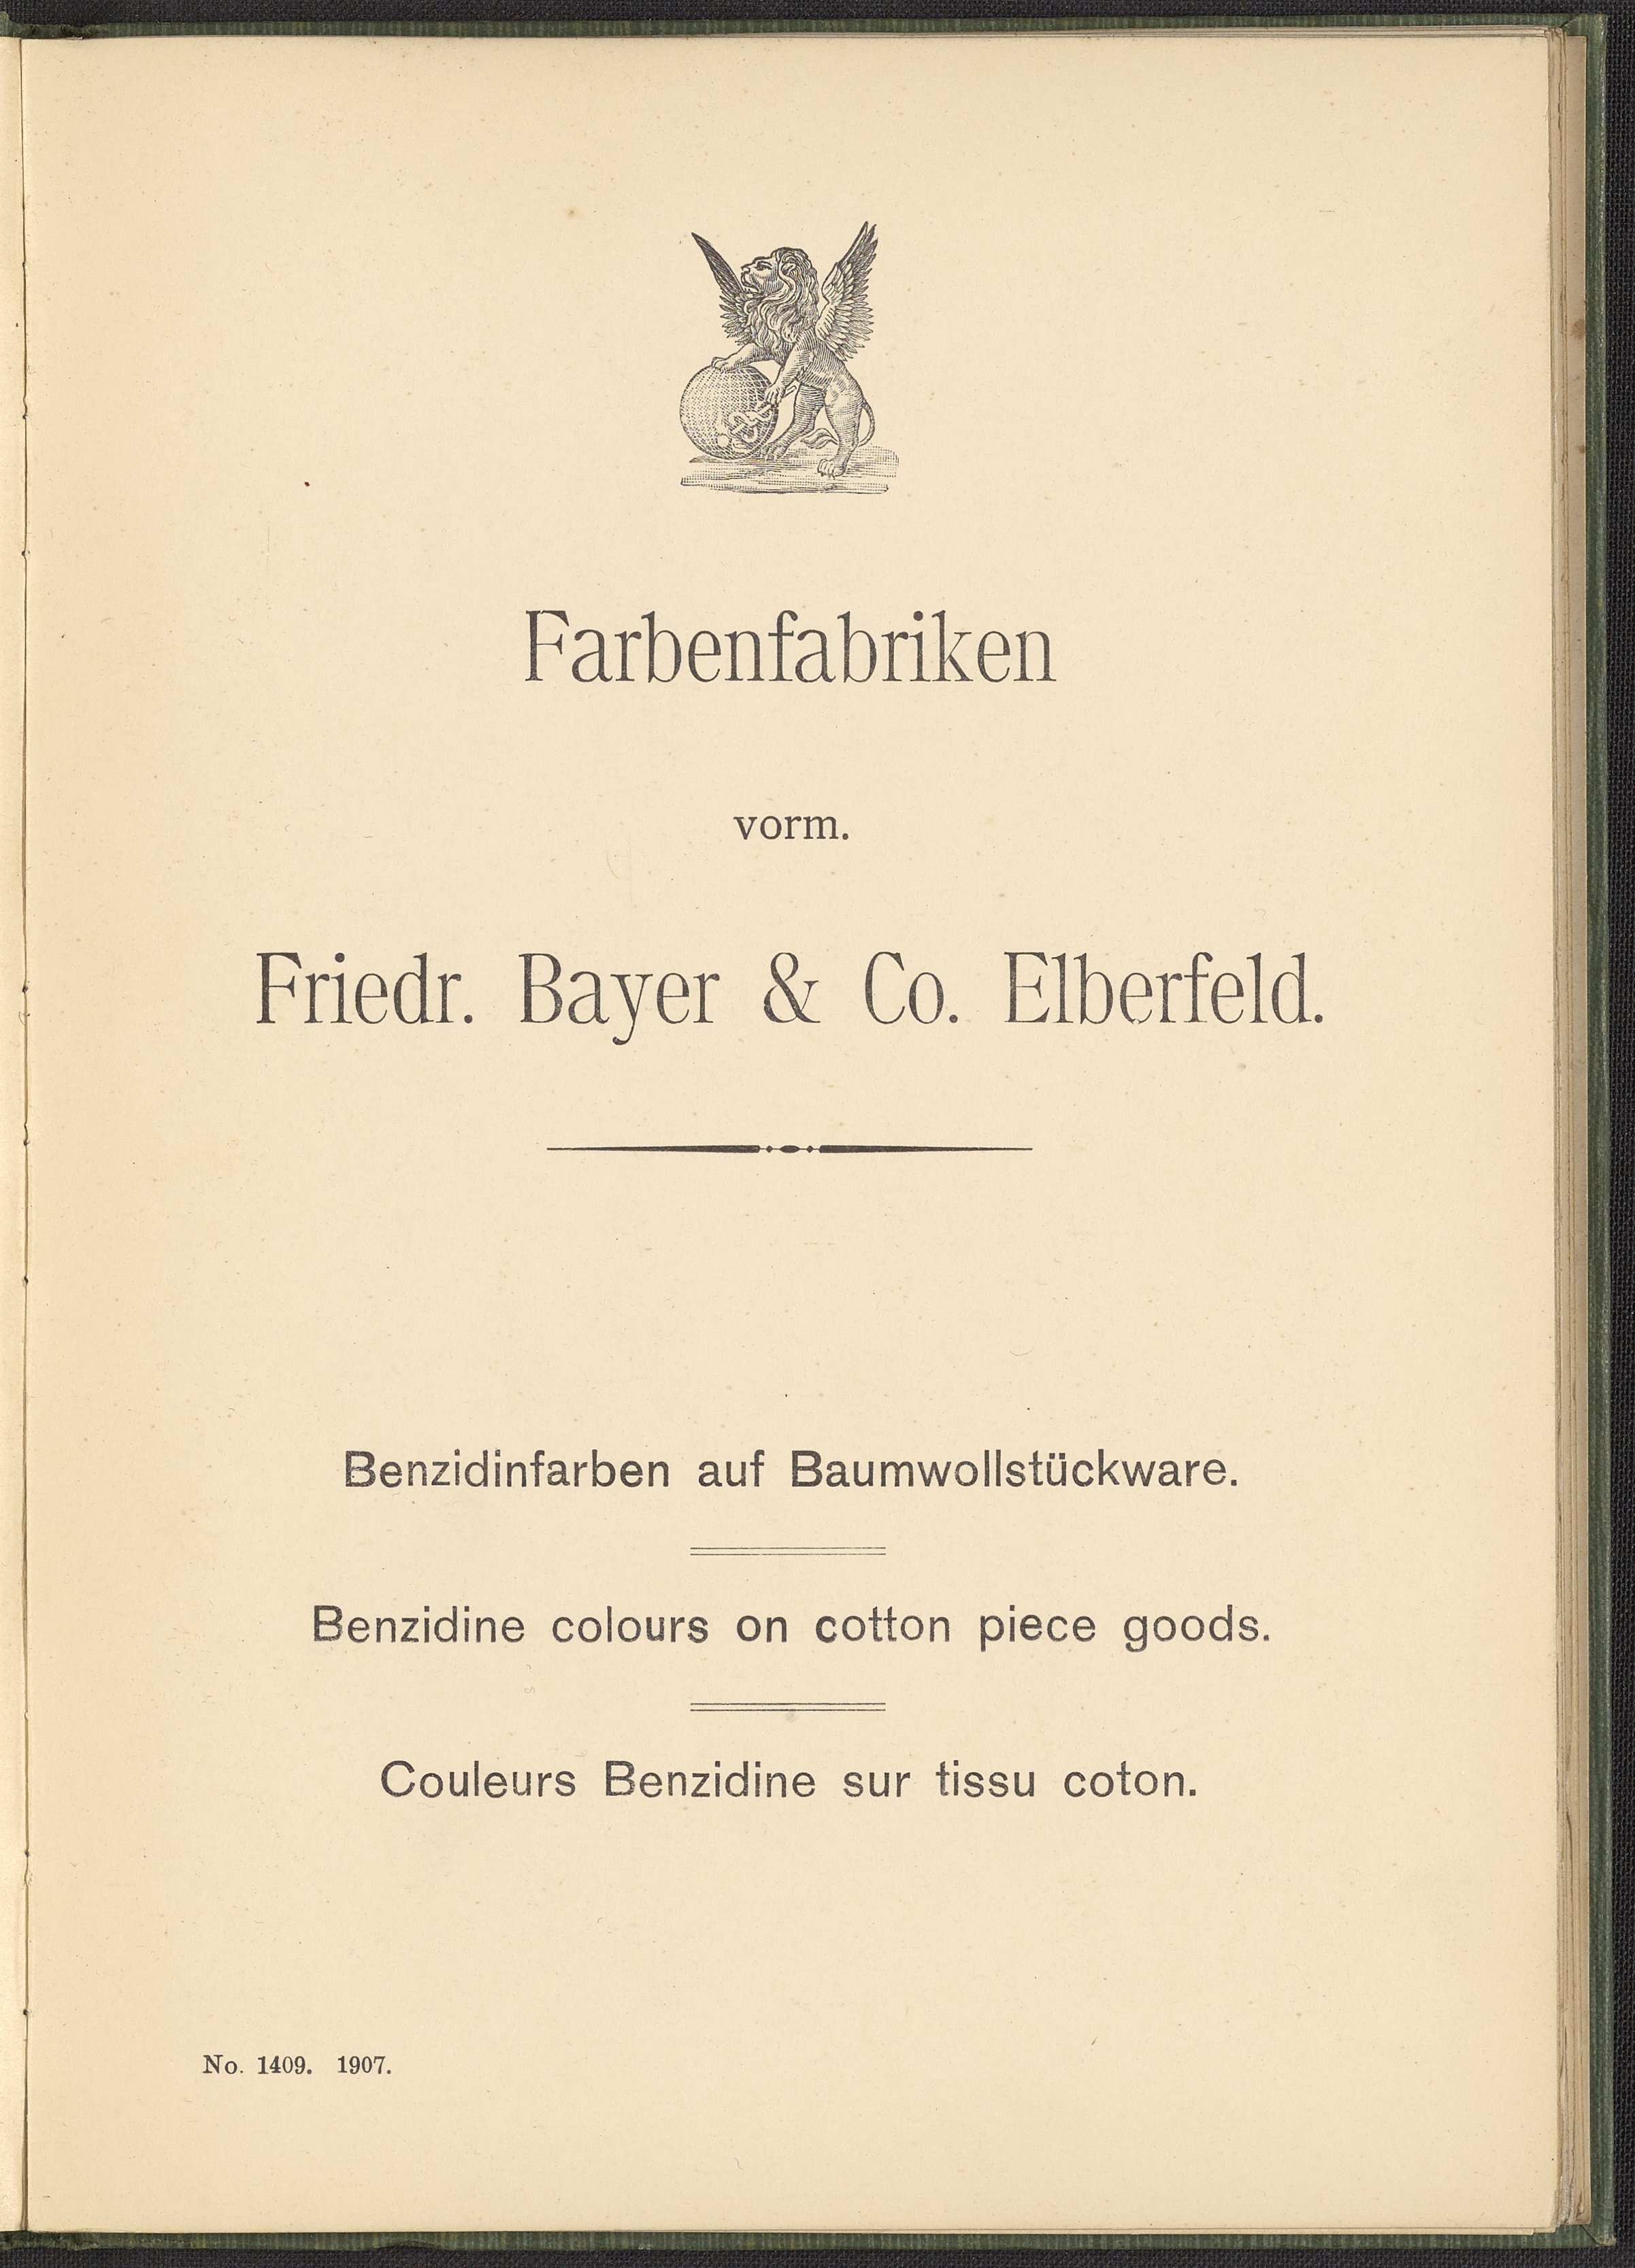 Farbenfabriken
vorm.
Friedr. Bayer & Co. Elberfeld.
Benzidinfarben auf Baumwollstückware.
Benzidine colours on cotton piece goods.
Couleurs Benzidine sur tissu coton.
No. 1409. 1907.